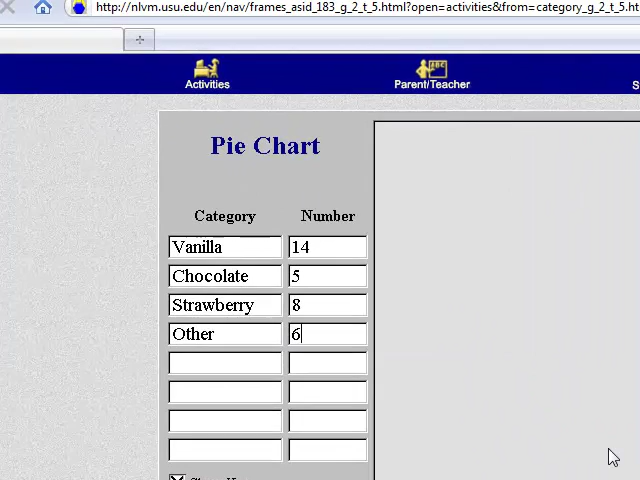 http://nlvm.usu.edu/en/nav/frames_asid_183_g_2_t_5.html?open=activities&from=category_g_2_t_5.ht
Activities
Parent/Teacher
Pie Chart
Category Number
Vanilla 14
Chocolate 5
Strawberry 8
Other 6